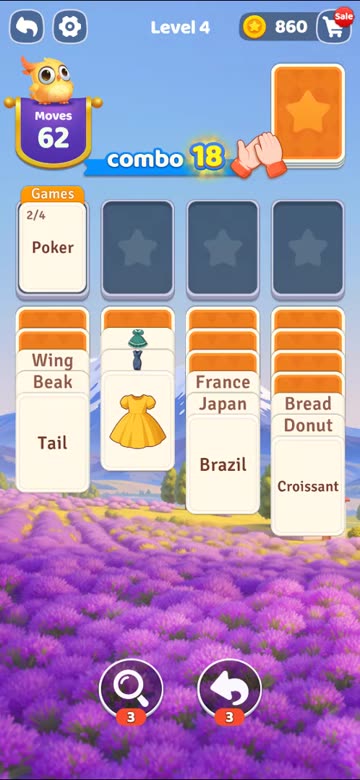 Level 4
860
Sale
Moves
62
combo 18
Games
2/4
Poker
Wing
Beak
Tail
France
Japan
Brazil
Bread
Donut
Croissant
3
3